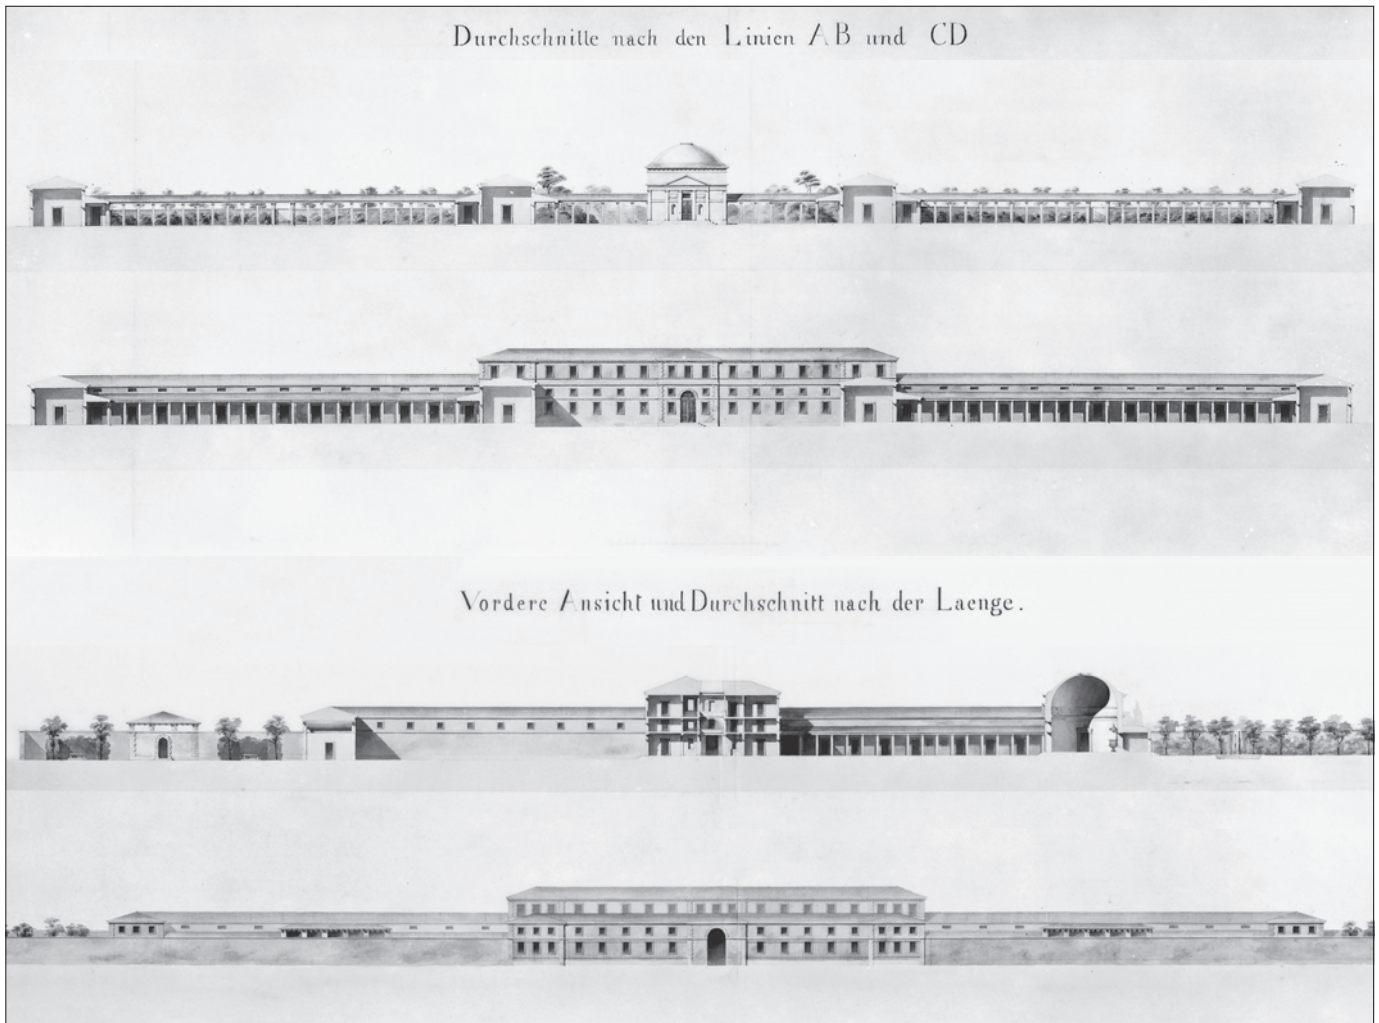 Durchschnitte nach den Linien AB und CD
Vordere Ansicht und Durchschnitt nach der Laenge.